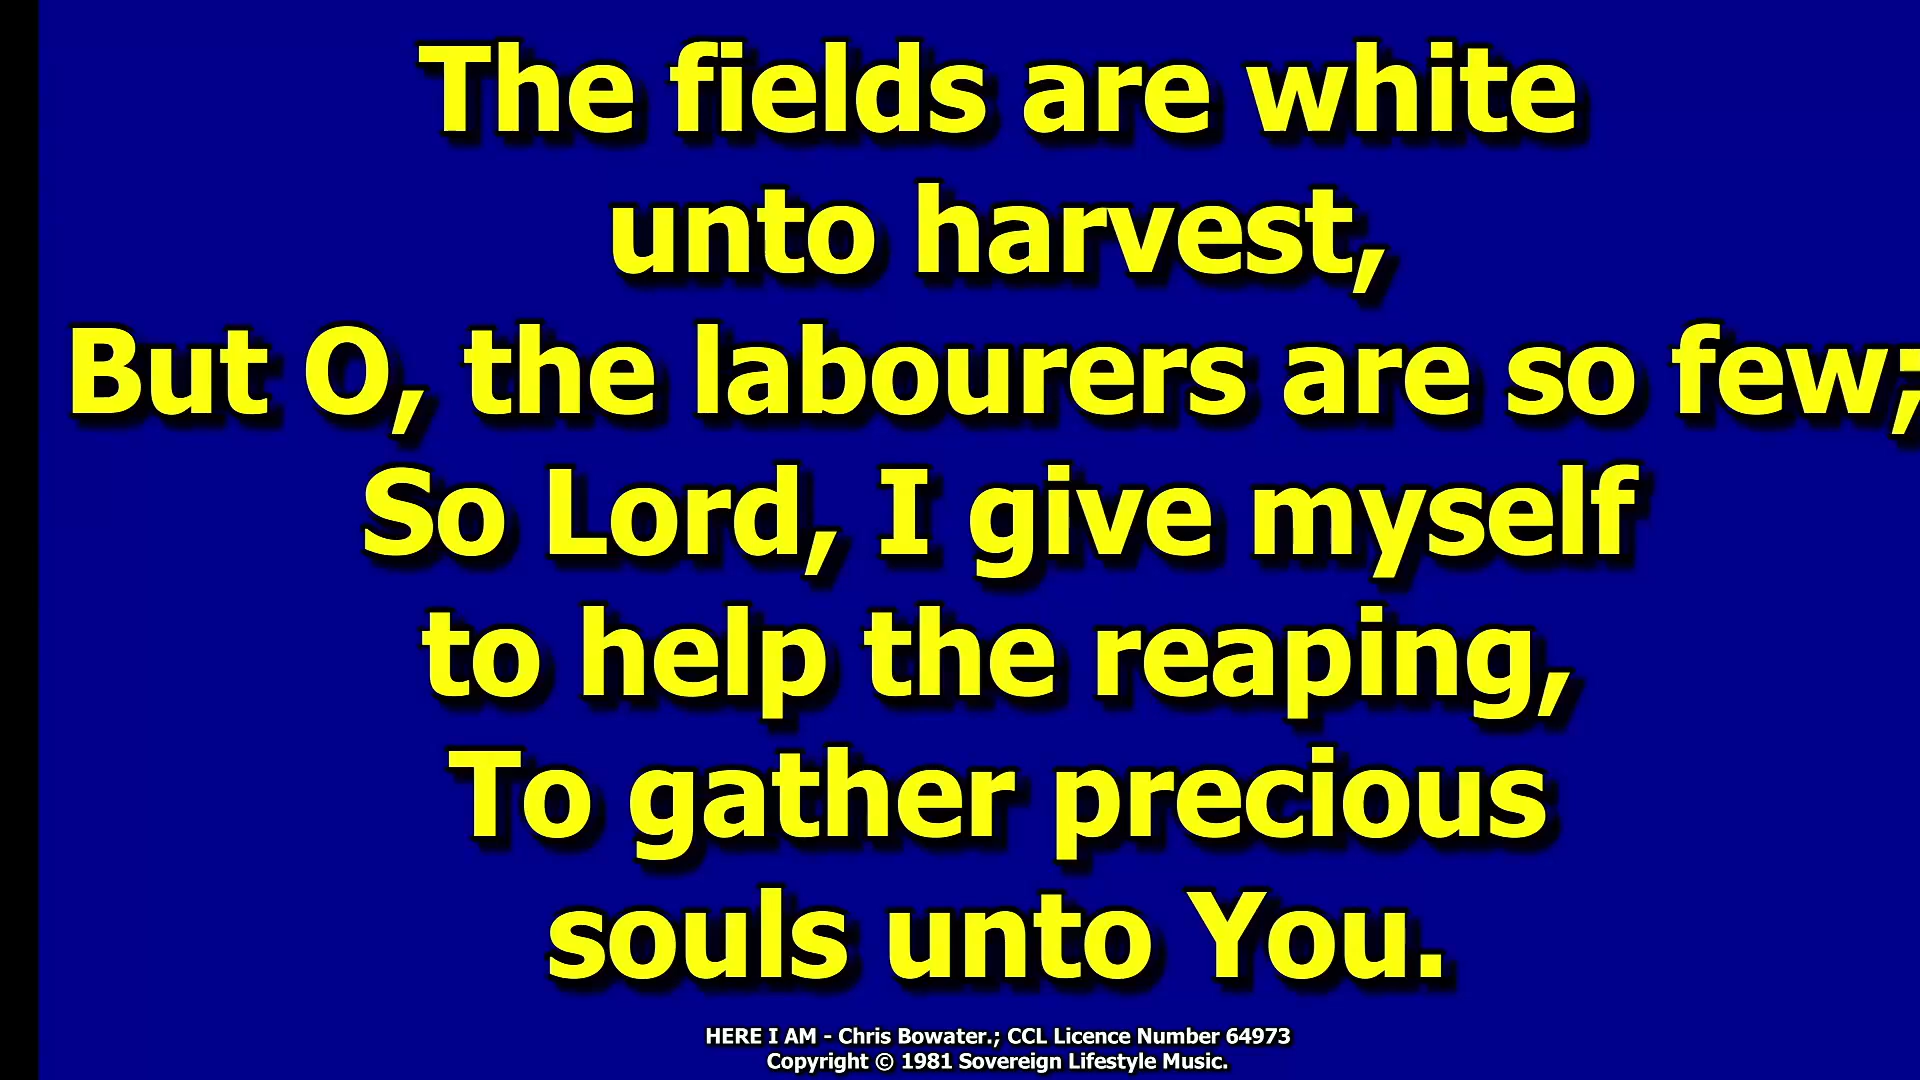 The fields are white
unto harvest,
But O, the labourers are so few;
So Lord, I give myself
to help the reaping,
To gather precious
souls unto You.
HERE I AM - Chris Bowater.; CCL Licence Number 64973
Copyright © 1981 Sovereign Lifestyle Music.